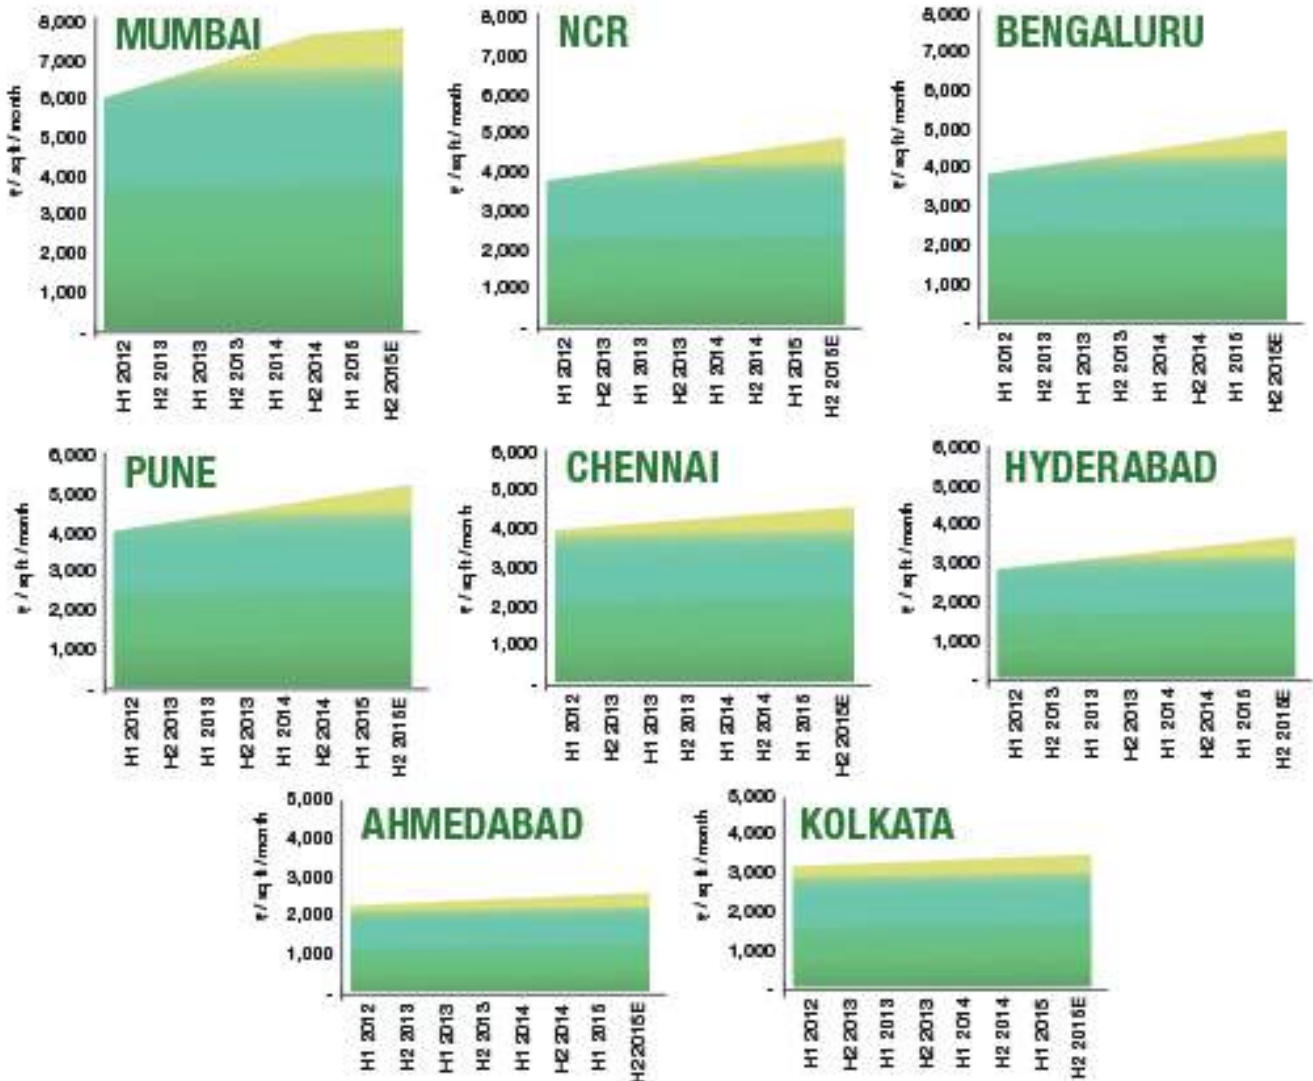 MUMBAI
₹ / sq ft / month
8,000
7,000
6,000
5,000
4,000
3,000
2,000
1,000
-
H1 2012
H2 2013
H1 2013
H2 2013
H1 2014
H2 2014
H1 2015
H2 2015E
NCR
₹ / sq ft / month
8,000
7,000
6,000
5,000
4,000
3,000
2,000
1,000
-
H1 2012
H2 2013
H1 2013
H2 2013
H1 2014
H2 2014
H1 2015
H2 2015E
BENGALURU
₹ / sq ft / month
8,000
7,000
6,000
5,000
4,000
3,000
2,000
1,000
-
H1 2012
H2 2013
H1 2013
H2 2013
H1 2014
H2 2014
H1 2015
H2 2015E
PUNE
₹ / sq ft / month
6,000
5,000
4,000
3,000
2,000
1,000
-
H1 2012
H2 2013
H1 2013
H2 2013
H1 2014
H2 2014
H1 2015
H2 2015E
CHENNAI
₹ / sq ft / month
6,000
5,000
4,000
3,000
2,000
1,000
-
H1 2012
H2 2013
H1 2013
H2 2013
H1 2014
H2 2014
H1 2015
H2 2015E
HYDERABAD
₹ / sq ft / month
6,000
5,000
4,000
3,000
2,000
1,000
-
H1 2012
H2 2013
H1 2013
H2 2013
H1 2014
H2 2014
H1 2015
H2 2015E
AHMEDABAD
₹ / sq ft / month
5,000
4,000
3,000
2,000
1,000
-
H1 2012
H2 2013
H1 2013
H2 2013
H1 2014
H2 2014
H1 2015
H2 2015E
KOLKATA
₹ / sq ft / month
5,000
4,000
3,000
2,000
1,000
-
H1 2012
H2 2013
H1 2013
H2 2013
H1 2014
H2 2014
H1 2015
H2 2015E